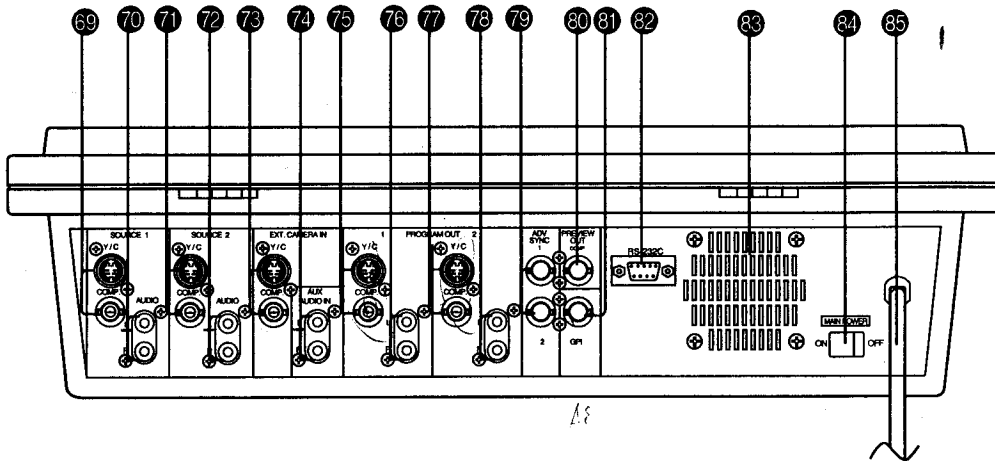 69 70 71 72 73 74 75 76 77 78 79 80 81 82 83 84 85
SOURCE 1 SOURCE 2 EXT. CAMERA IN 1 PROGRAM OUT 2 ADV. SYNC 1 PREVIEW OUT COMP
Y/C Y/C Y/C Y/C Y/C
RS-232C
COMP COMP COMP COMP
AUX AUDIO IN
AUDIO AUDIO
MAIN POWER
ON OFF
2 GPI